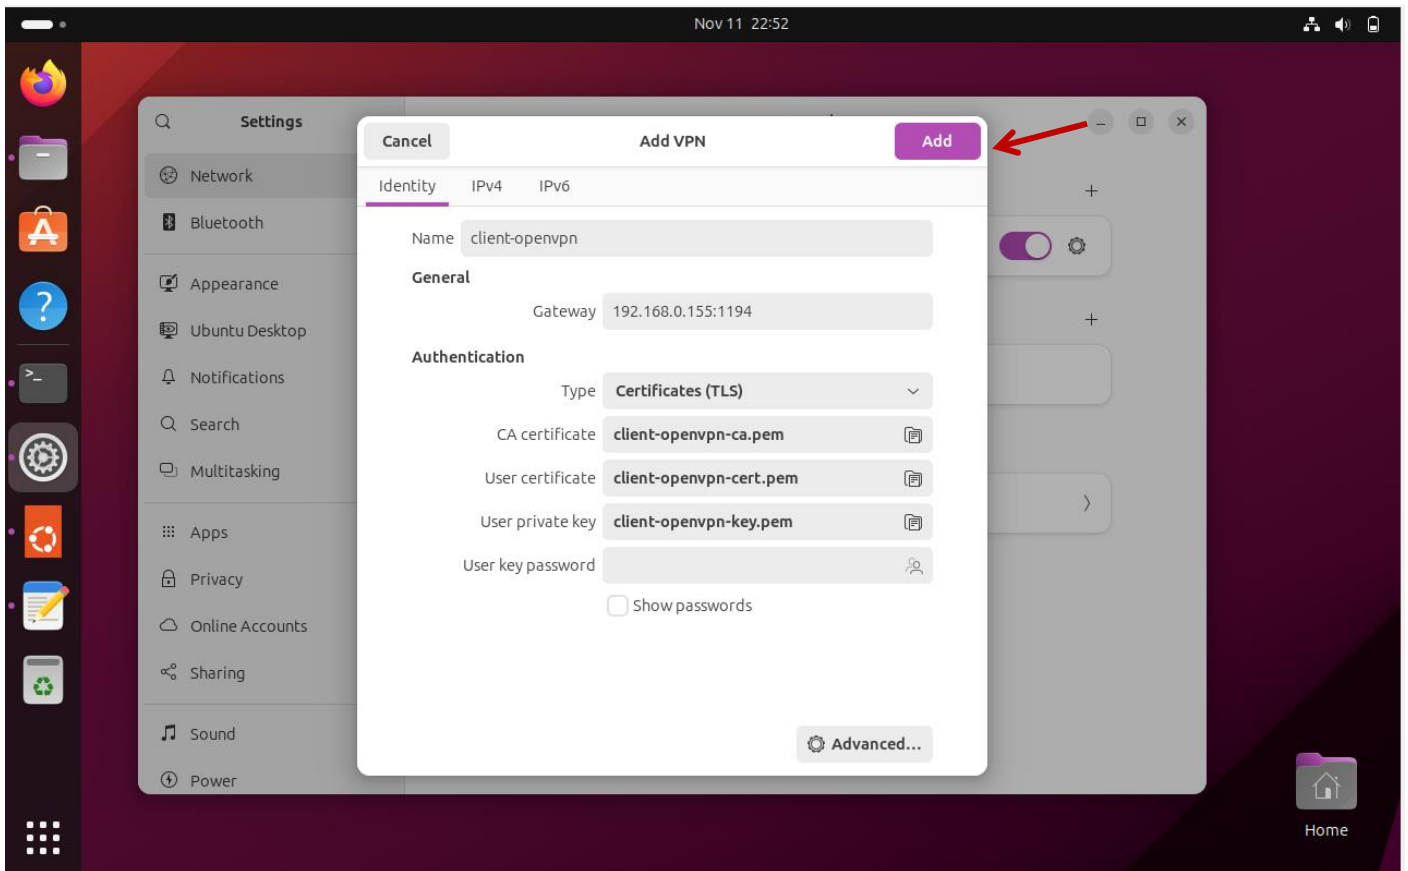 Nov 11 22:52
Settings
Cancel
Add VPN
Add
Network
Bluetooth
Appearance
Ubuntu Desktop
Notifications
Search
Multitasking
Apps
Privacy
Online Accounts
Sharing
Sound
Power
Identity IPv4 IPv6
Name client-openvpn
General
Gateway 192.168.0.155:1194
Authentication
Type Certificates (TLS)
CA certificate client-openvpn-ca.pem
User certificate client-openvpn-cert.pem
User private key client-openvpn-key.pem
User key password
Show passwords
Advanced...
Home